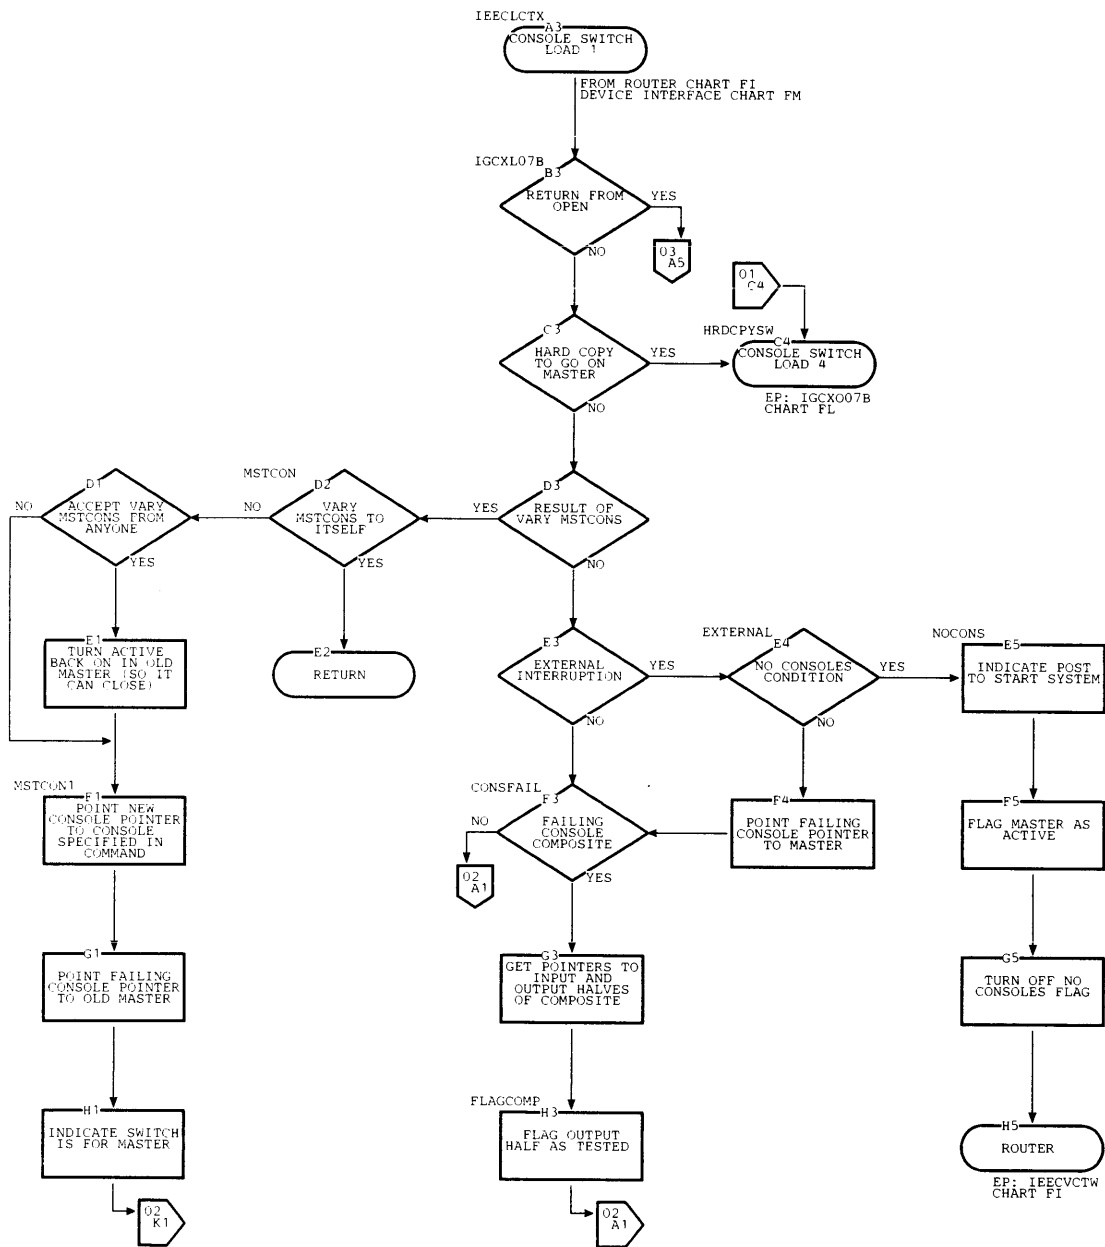 IEECLCTX
A3
CONSOLE SWITCH
LOAD 1
FROM ROUTER CHART FI
DEVICE INTERFACE CHART FM
IGCXL07B
B3
RETURN FROM
OPEN
YES
NO
03
A5
01
C4
C3
HARD COPY
TO GO ON
MASTER
YES
NO
HRDCPYSW
C4
CONSOLE SWITCH
LOAD 4
EP: IGCXO07B
CHART FL
D1
ACCEPT VARY
MSTCONS FROM
ANYONE
NO
YES
MSTCON
D2
VARY
MSTCONS TO
ITSELF
NO
YES
D3
RESULT OF
VARY MSTCONS
YES
NO
E1
TURN ACTIVE
BACK ON IN OLD
MASTER (SO IT
CAN CLOSE)
E2
RETURN
E3
EXTERNAL
INTERRUPTION
YES
NO
EXTERNAL
E4
NO CONSOLES
CONDITION
YES
NO
NOCONS
E5
INDICATE POST
TO START SYSTEM
MSTCON1
F1
POINT NEW
CONSOLE POINTER
TO CONSOLE
SPECIFIED IN
COMMAND
CONSFAIL
F3
FAILING
CONSOLE
COMPOSITE
NO
YES
02
A1
F4
POINT FAILING
CONSOLE POINTER
TO MASTER
F5
FLAG MASTER AS
ACTIVE
G1
POINT FAILING
CONSOLE POINTER
TO OLD MASTER
G3
GET POINTERS TO
INPUT AND
OUTPUT HALVES
OF COMPOSITE
G5
TURN OFF NO
CONSOLES FLAG
H1
INDICATE SWITCH
IS FOR MASTER
FLAGCOMP
H3
FLAG OUTPUT
HALF AS TESTED
H5
ROUTER
EP: IEECVCTW
CHART FI
02
K1
02
A1